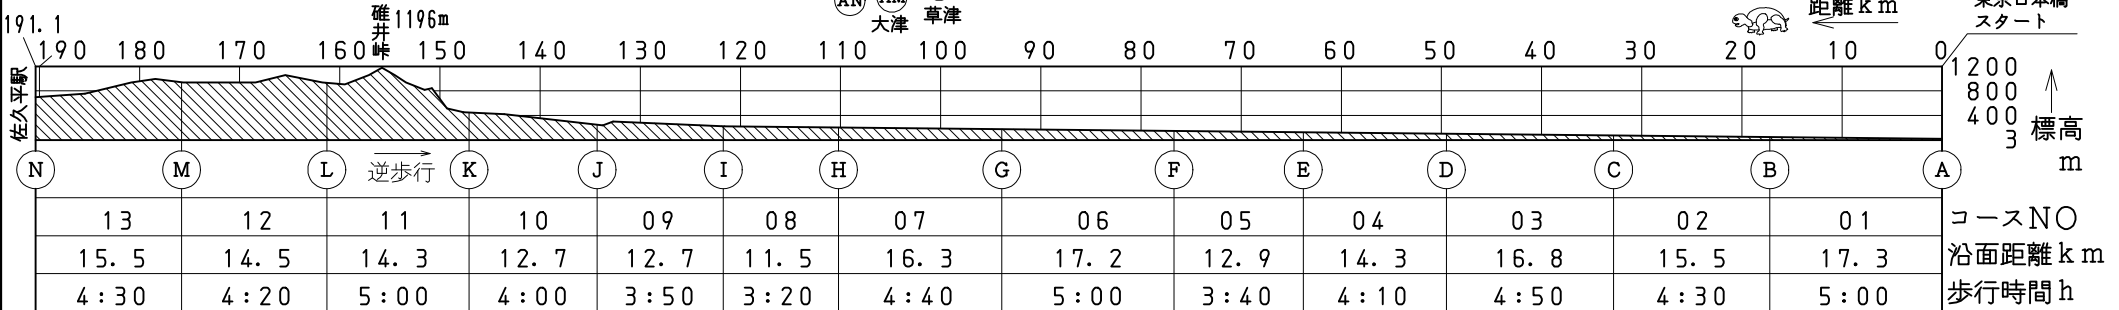 191.1
碓井峠 1196m
AN AM
大津
草津
距離km
スタート
190 180 170 160 150 140 130 120 110 100 90 80 70 60 50 40 30 20 10 0
佐久平駅
1200
800
400
3
標高
m
N M L 逆歩行 K J I H G F E D C B A
13 12 11 10 09 08 07 06 05 04 03 02 01 コースNO
15.5 14.5 14.3 12.7 12.7 11.5 16.3 17.2 12.9 14.3 16.8 15.5 17.3 沿面距離km
4:30 4:20 5:00 4:00 3:50 3:20 4:40 5:00 3:40 4:10 4:50 4:30 5:00 歩行時間h